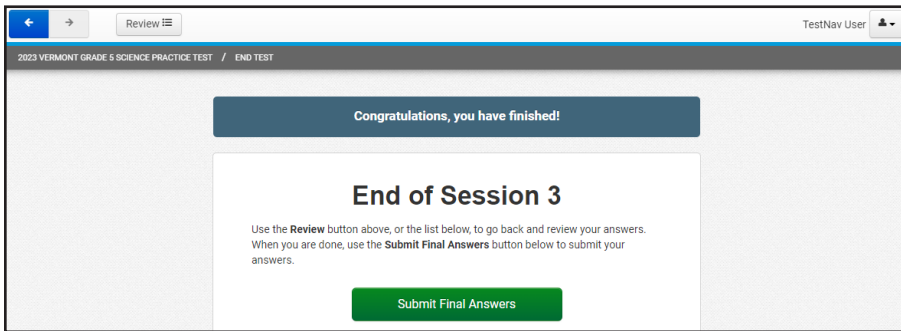 Review
TestNav User
2023 VERMONT GRADE 5 SCIENCE PRACTICE TEST / END TEST
Congratulations, you have finished!
End of Session 3
Use the Review button above, or the list below, to go back and review your answers.
When you are done, use the Submit Final Answers button below to submit your
answers.
Submit Final Answers